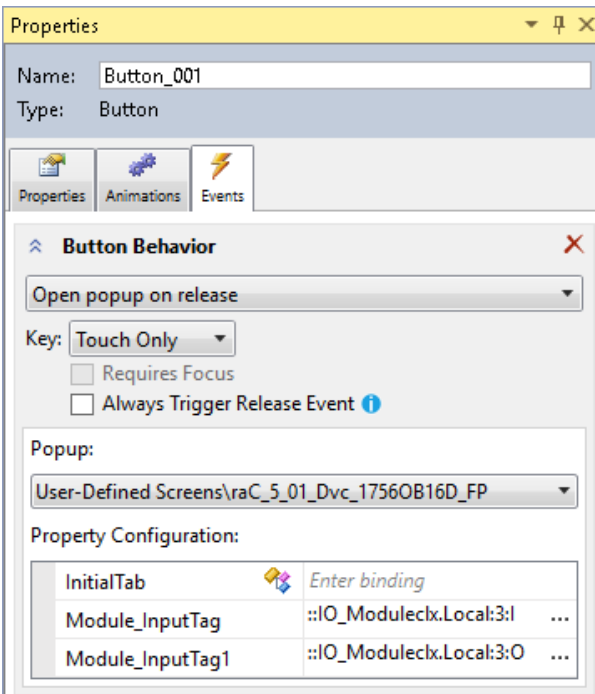 Properties
Name: Button_001
Type: Button
Properties Animations Events
Button Behavior
Open popup on release
Key: Touch Only
Requires Focus
Always Trigger Release Event
Popup:
User-Defined Screens\raC_5_01_Dvc_1756OB16D_FP
Property Configuration:
InitialTab Enter binding
Module_InputTag ::IO_Moduleclx.Local:3:I ...
Module_InputTag1 ::IO_Moduleclx.Local:3:O ...